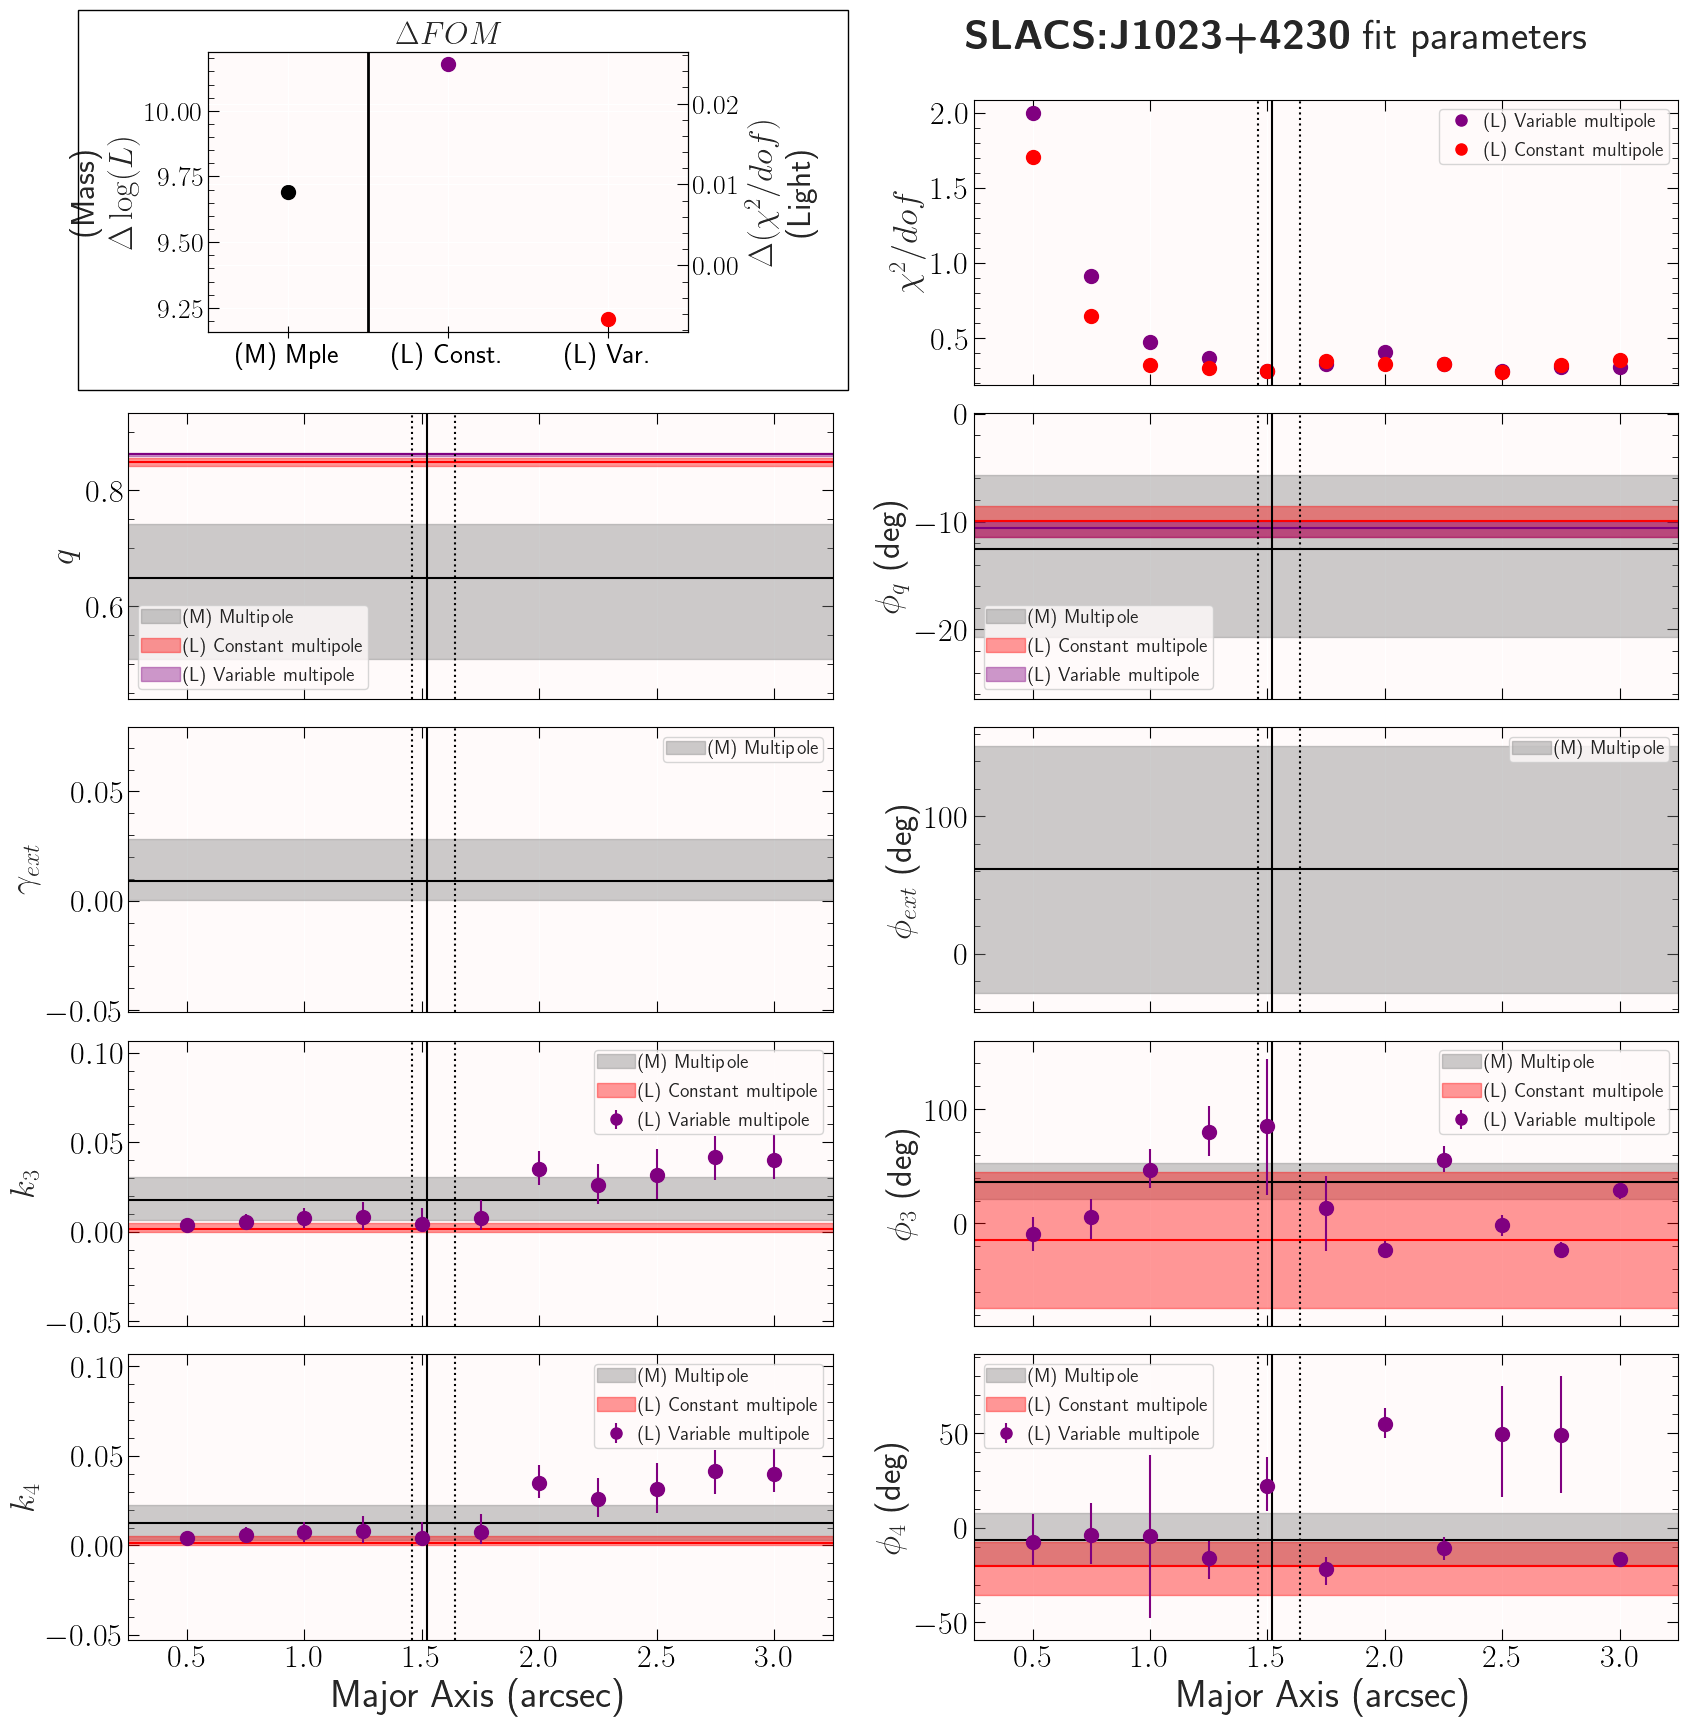 ΔFOM
SLACS:J1023+4230 fit parameters
(Mass)
Δ log(L)
10.00
9.75
9.50
9.25
0.02
0.01
0.00
Δ(χ²/dof)
(Light)
(M) Mple
(L) Const.
(L) Var.
χ²/dof
2.0
1.5
1.0
0.5
(L) Variable multipole
(L) Constant multipole
q
0.8
0.6
(M) Multipole
(L) Constant multipole
(L) Variable multipole
ϕq (deg)
0
−10
−20
(M) Multipole
(L) Constant multipole
(L) Variable multipole
γext
0.05
0.00
−0.05
(M) Multipole
ϕext (deg)
100
0
(M) Multipole
k3
0.10
0.05
0.00
−0.05
(M) Multipole
(L) Constant multipole
(L) Variable multipole
ϕ3 (deg)
100
0
(M) Multipole
(L) Constant multipole
(L) Variable multipole
k4
0.10
0.05
0.00
−0.05
(M) Multipole
(L) Constant multipole
(L) Variable multipole
0.5 1.0 1.5 2.0 2.5 3.0
Major Axis (arcsec)
ϕ4 (deg)
50
0
−50
(M) Multipole
(L) Constant multipole
(L) Variable multipole
0.5 1.0 1.5 2.0 2.5 3.0
Major Axis (arcsec)